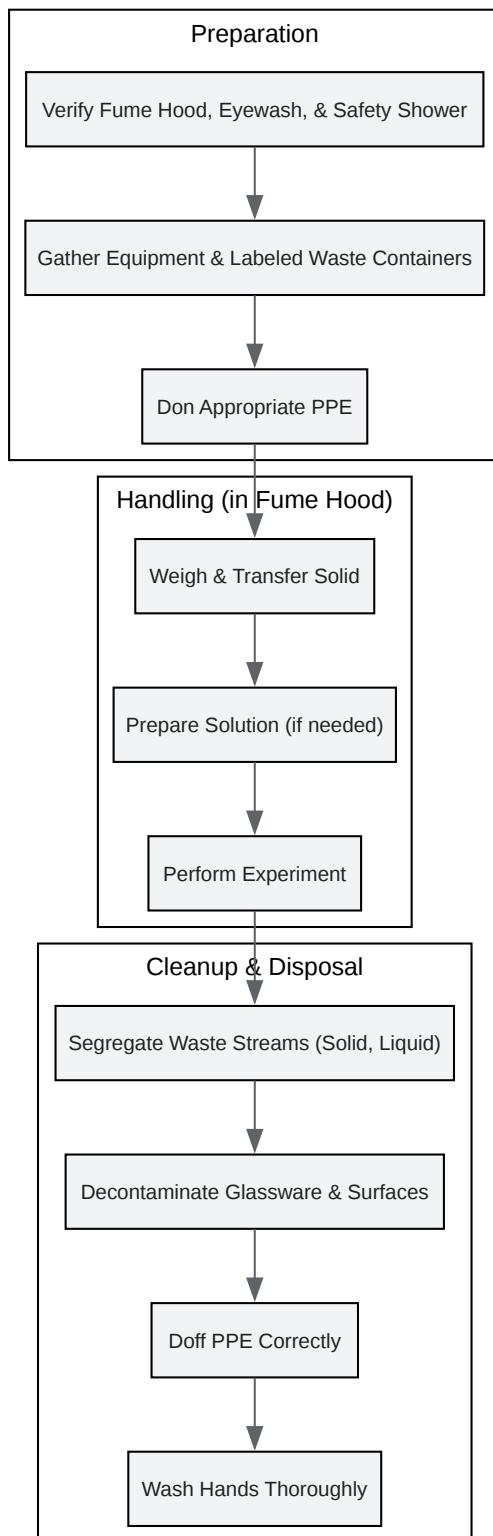 Preparation
Verify Fume Hood, Eyewash, & Safety Shower
Gather Equipment & Labeled Waste Containers
Don Appropriate PPE
Handling (in Fume Hood)
Weigh & Transfer Solid
Prepare Solution (if needed)
Perform Experiment
Cleanup & Disposal
Segregate Waste Streams (Solid, Liquid)
Decontaminate Glassware & Surfaces
Doff PPE Correctly
Wash Hands Thoroughly